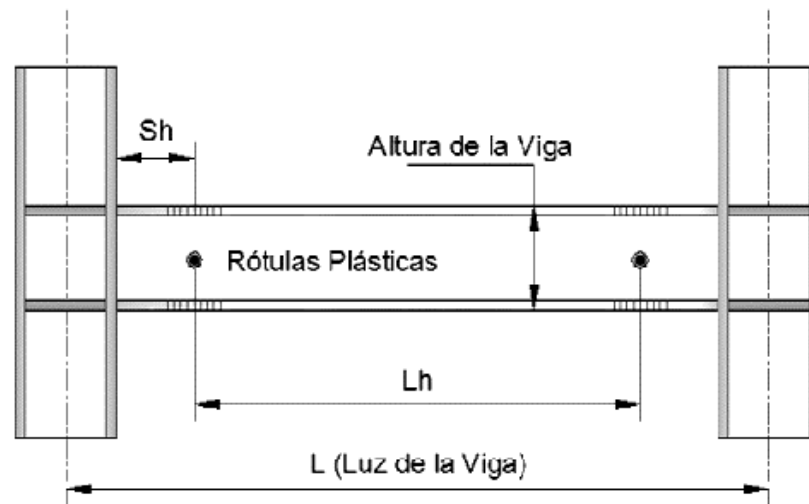 Sh
Altura de la Viga
Rótulas Plásticas
Lh
L (Luz de la Viga)